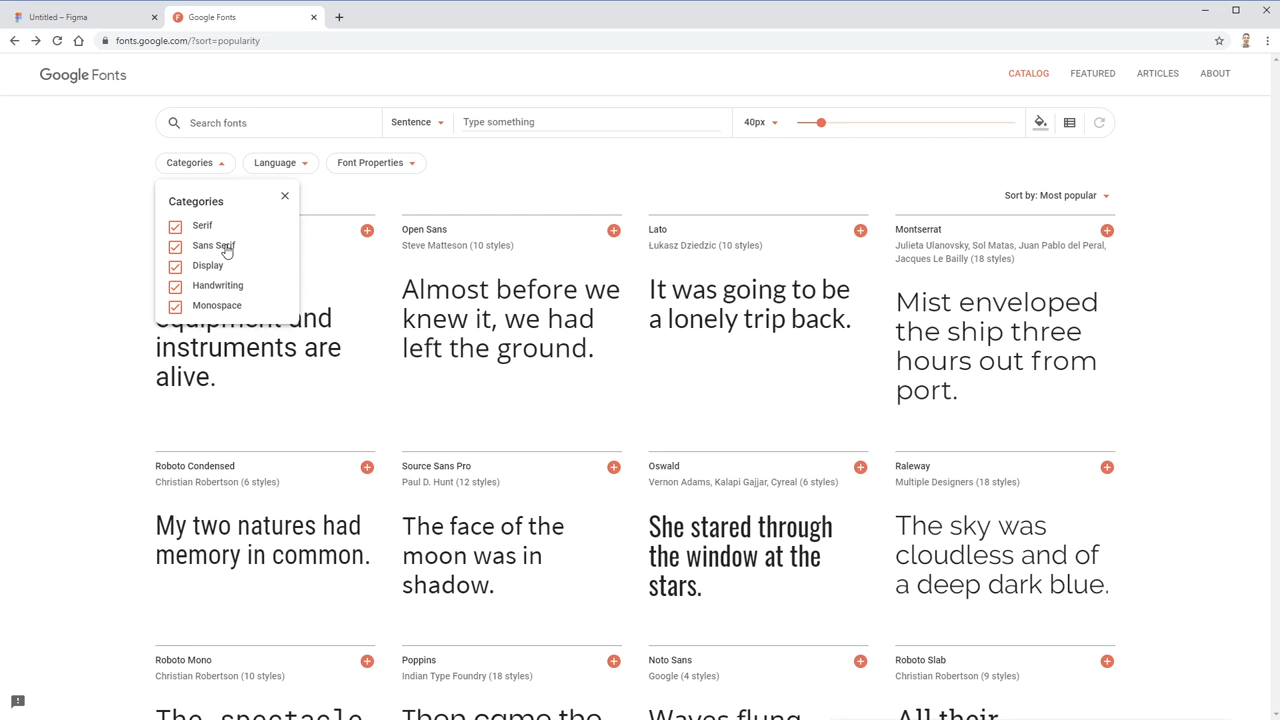 Untitled – Figma
Google Fonts
fonts.google.com/?sort=popularity
Google Fonts
CATALOG
FEATURED
ARTICLES
ABOUT
Search fonts
Sentence
Type something
40px
Categories
Language
Font Properties
Sort by: Most popular
Categories
Serif
Sans Serif
Display
Handwriting
Monospace
equipment and
instruments are
alive.
Open Sans
Steve Matteson (10 styles)
Almost before we
knew it, we had
left the ground.
Lato
Łukasz Dziedzic (10 styles)
It was going to be
a lonely trip back.
Montserrat
Julieta Ulanovsky, Sol Matas, Juan Pablo del Peral,
Jacques Le Bailly (18 styles)
Mist enveloped
the ship three
hours out from
port.
Roboto Condensed
Christian Robertson (6 styles)
My two natures had
memory in common.
Source Sans Pro
Paul D. Hunt (12 styles)
The face of the
moon was in
shadow.
Oswald
Vernon Adams, Kalapi Gajjar, Cyreal (6 styles)
She stared through
the window at the
stars.
Raleway
Multiple Designers (18 styles)
The sky was
cloudless and of
a deep dark blue.
Roboto Mono
Christian Robertson (10 styles)
The spectacle
Poppins
Indian Type Foundry (18 styles)
Then came the
Noto Sans
Google (4 styles)
Waves flung
Roboto Slab
Christian Robertson (9 styles)
All their